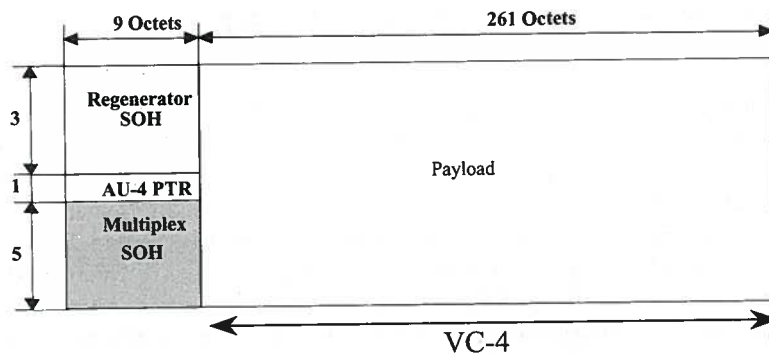 9 Octets
261 Octets
3
Regenerator
SOH
Payload
1
AU-4 PTR
5
Multiplex
SOH
VC-4